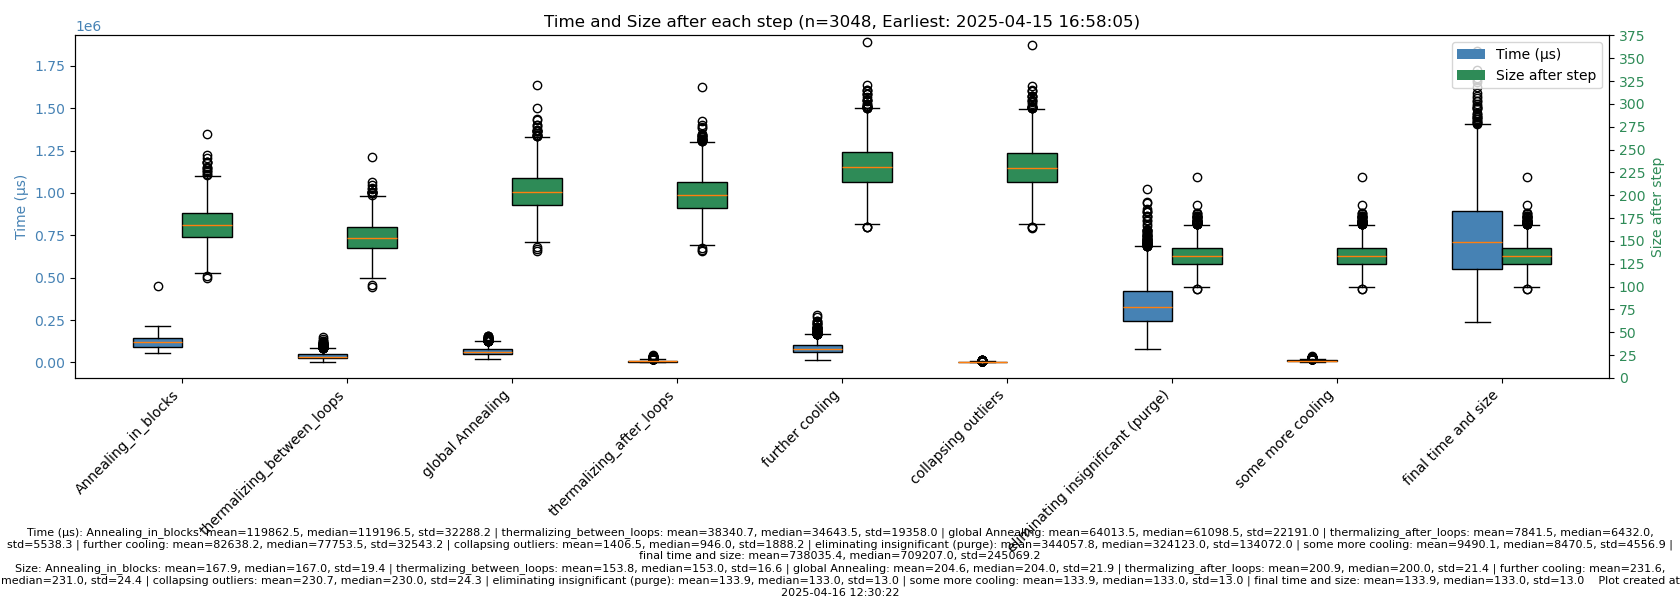 Time and Size after each step (n=3048, Earliest: 2025-04-15 16:58:05)
1e6
Time (μs)
1.75
1.50
1.25
1.00
0.75
0.50
0.25
0.00
Time (μs)
Size after step
375
350
325
300
275
250
225
200
175
150
125
100
75
50
25
0
Size after step
Annealing_in_blocks
thermalizing_between_loops
global Annealing
thermalizing_after_loops
further cooling
collapsing outliers
eliminating insignificant (purge)
some more cooling
final time and size
Time (μs): Annealing_in_blocks: mean=119862.5, median=119196.5, std=32288.2 | thermalizing_between_loops: mean=38340.7, median=34643.5, std=19358.0 | global Annealing: mean=64013.5, median=61098.5, std=22191.0 | thermalizing_after_loops: mean=7841.5, median=6432.0,
std=5538.3 | further cooling: mean=82638.2, median=77753.5, std=32543.2 | collapsing outliers: mean=1406.5, median=946.0, std=1888.2 | eliminating insignificant (purge): mean=344057.8, median=324123.0, std=134072.0 | some more cooling: mean=9490.1, median=8470.5, std=4556.9 |
final time and size: mean=738035.4, median=709207.0, std=245069.2
Size: Annealing_in_blocks: mean=167.9, median=167.0, std=19.4 | thermalizing_between_loops: mean=153.8, median=153.0, std=16.6 | global Annealing: mean=204.6, median=204.0, std=21.9 | thermalizing_after_loops: mean=200.9, median=200.0, std=21.4 | further cooling: mean=231.6,
median=231.0, std=24.4 | collapsing outliers: mean=230.7, median=230.0, std=24.3 | eliminating insignificant (purge): mean=133.9, median=133.0, std=13.0 | some more cooling: mean=133.9, median=133.0, std=13.0 | final time and size: mean=133.9, median=133.0, std=13.0 Plot created at
2025-04-16 12:30:22